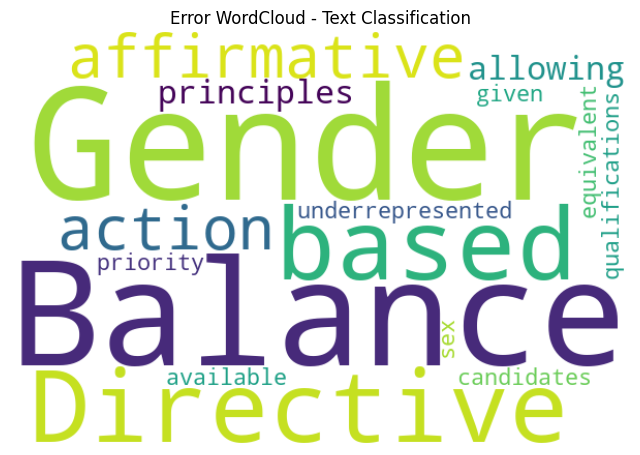 Error WordCloud - Text Classification
affirmative
allowing
principles
given
Gender
equivalent
qualifications
underrepresented
action
based
priority
Balance
sex
available
candidates
Directive